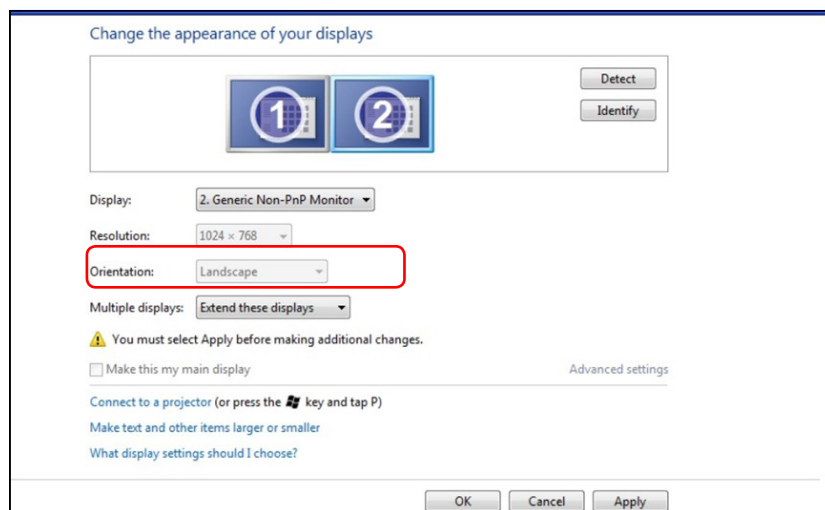 Change the appearance of your displays
1 2
Detect
Identify
Display: 2. Generic Non-PnP Monitor
Resolution: 1024 × 768
Orientation: Landscape
Multiple displays: Extend these displays
You must select Apply before making additional changes.
Make this my main display Advanced settings
Connect to a projector (or press the key and tap P)
Make text and other items larger or smaller
What display settings should I choose?
OK Cancel Apply